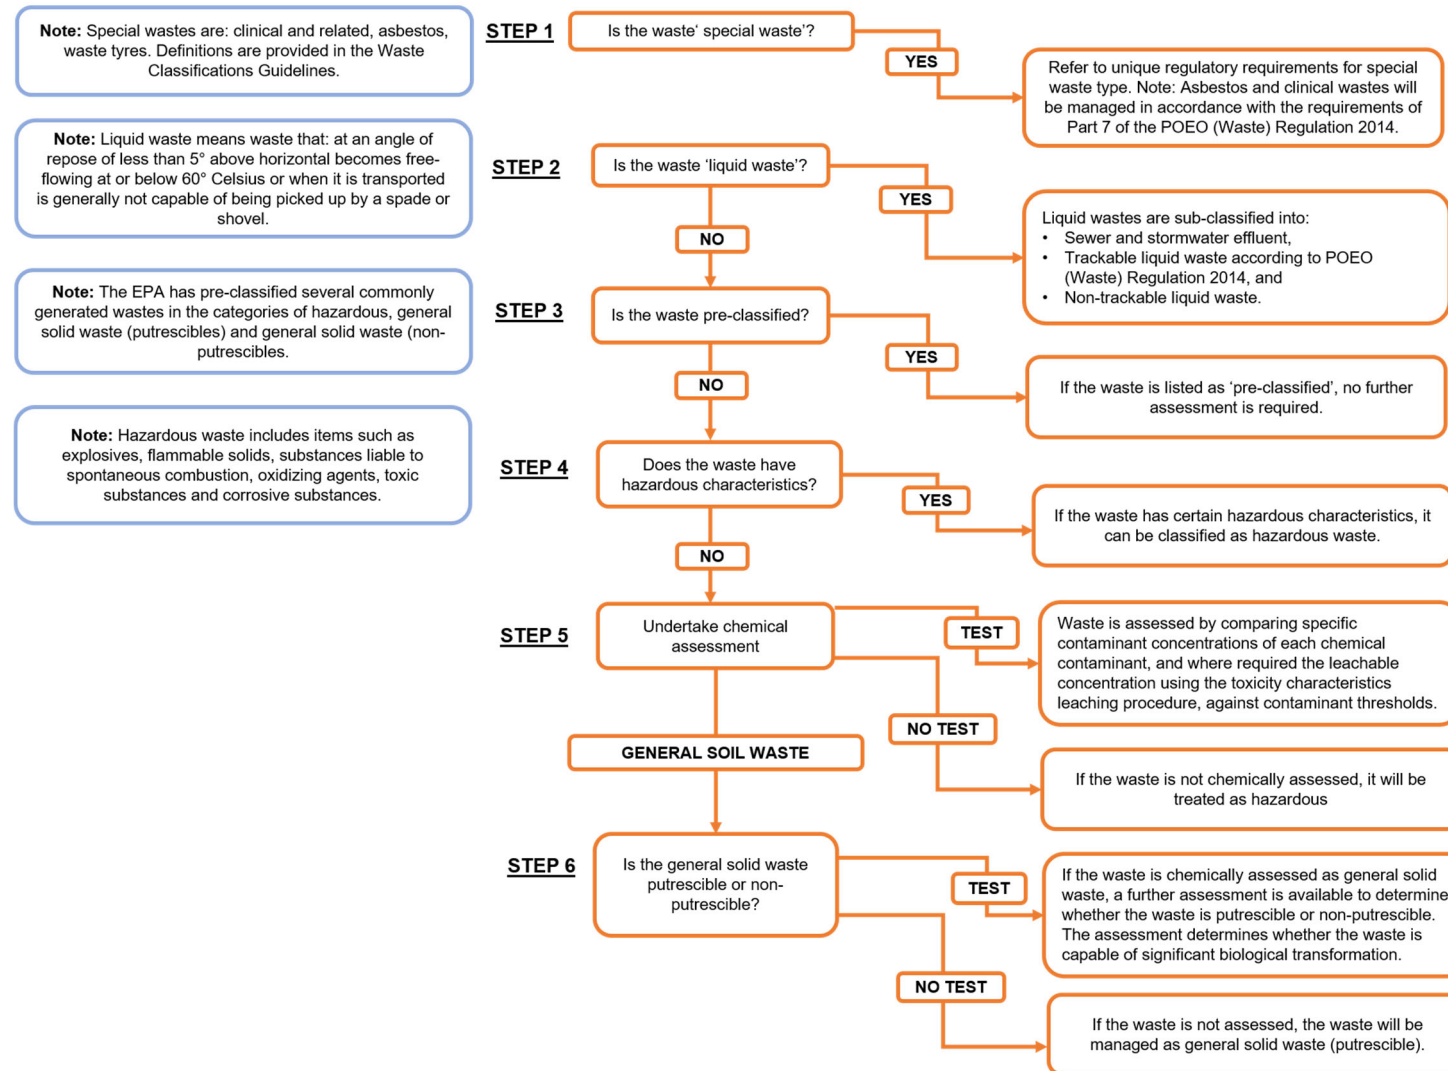 Note: Special wastes are: clinical and related, asbestos,
waste tyres. Definitions are provided in the Waste
Classifications Guidelines.
Note: Liquid waste means waste that: at an angle of
repose of less than 5° above horizontal becomes free-
flowing at or below 60° Celsius or when it is transported
is generally not capable of being picked up by a spade or
shovel.
Note: The EPA has pre-classified several commonly
generated wastes in the categories of hazardous, general
solid waste (putrescibles) and general solid waste (non-
putrescibles.
Note: Hazardous waste includes items such as
explosives, flammable solids, substances liable to
spontaneous combustion, oxidizing agents, toxic
substances and corrosive substances.
STEP 1
Is the waste‘ special waste’?
YES
Refer to unique regulatory requirements for special
waste type. Note: Asbestos and clinical wastes will
be managed in accordance with the requirements of
Part 7 of the POEO (Waste) Regulation 2014.
STEP 2
Is the waste ‘liquid waste’?
YES
NO
Liquid wastes are sub-classified into:
• Sewer and stormwater effluent,
• Trackable liquid waste according to POEO
(Waste) Regulation 2014, and
• Non-trackable liquid waste.
STEP 3
Is the waste pre-classified?
YES
NO
If the waste is listed as ‘pre-classified’, no further
assessment is required.
STEP 4
Does the waste have
hazardous characteristics?
YES
NO
If the waste has certain hazardous characteristics, it
can be classified as hazardous waste.
STEP 5
Undertake chemical
assessment
TEST
Waste is assessed by comparing specific
contaminant concentrations of each chemical
contaminant, and where required the leachable
concentration using the toxicity characteristics
leaching procedure, against contaminant thresholds.
NO TEST
If the waste is not chemically assessed, it will be
treated as hazardous
GENERAL SOIL WASTE
STEP 6
Is the general solid waste
putrescible or non-
putrescible?
TEST
If the waste is chemically assessed as general solid
waste, a further assessment is available to determine
whether the waste is putrescible or non-putrescible.
The assessment determines whether the waste is
capable of significant biological transformation.
NO TEST
If the waste is not assessed, the waste will be
managed as general solid waste (putrescible).